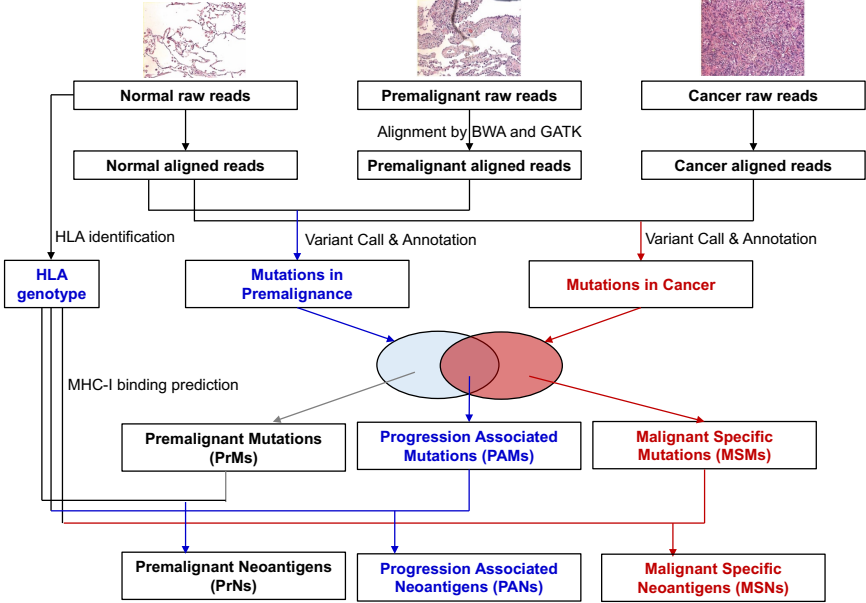 Normal raw reads
Premalignant raw reads
Cancer raw reads
Alignment by BWA and GATK
Normal aligned reads
Premalignant aligned reads
Cancer aligned reads
HLA identification
Variant Call & Annotation
Variant Call & Annotation
HLA
genotype
Mutations in
Premalignance
Mutations in Cancer
MHC-I binding prediction
Premalignant Mutations
(PrMs)
Progression Associated
Mutations (PAMs)
Malignant Specific
Mutations (MSMs)
Premalignant Neoantigens
(PrNs)
Progression Associated
Neoantigens (PANs)
Malignant Specific
Neoantigens (MSNs)